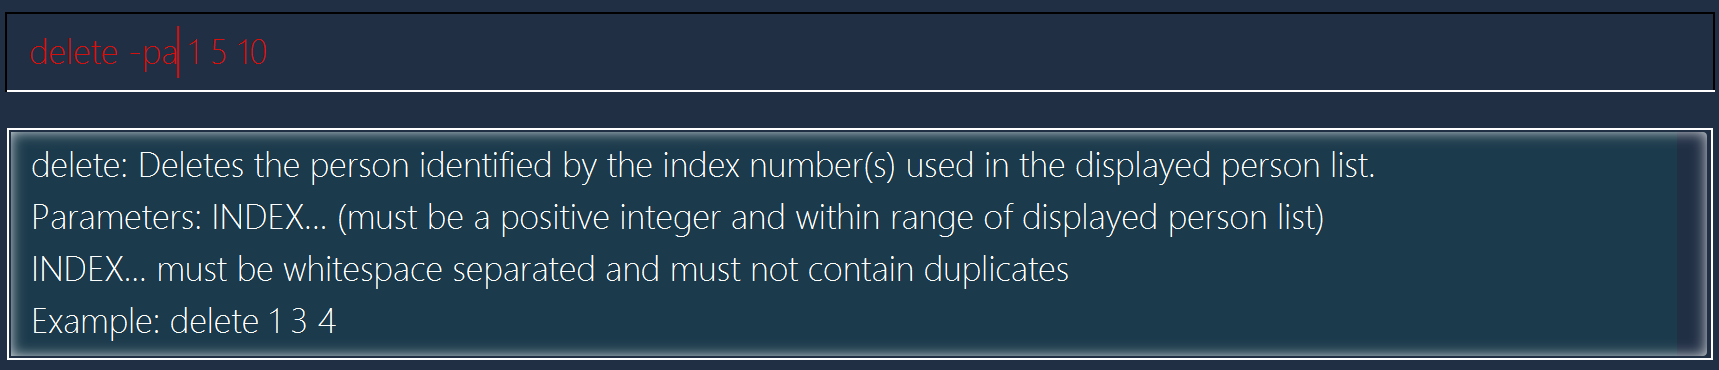 delete -pa 1 5 10
delete: Deletes the person identified by the index number(s) used in the displayed person list.
Parameters: INDEX... (must be a positive integer and within range of displayed person list)
INDEX... must be whitespace separated and must not contain duplicates
Example: delete 1 3 4